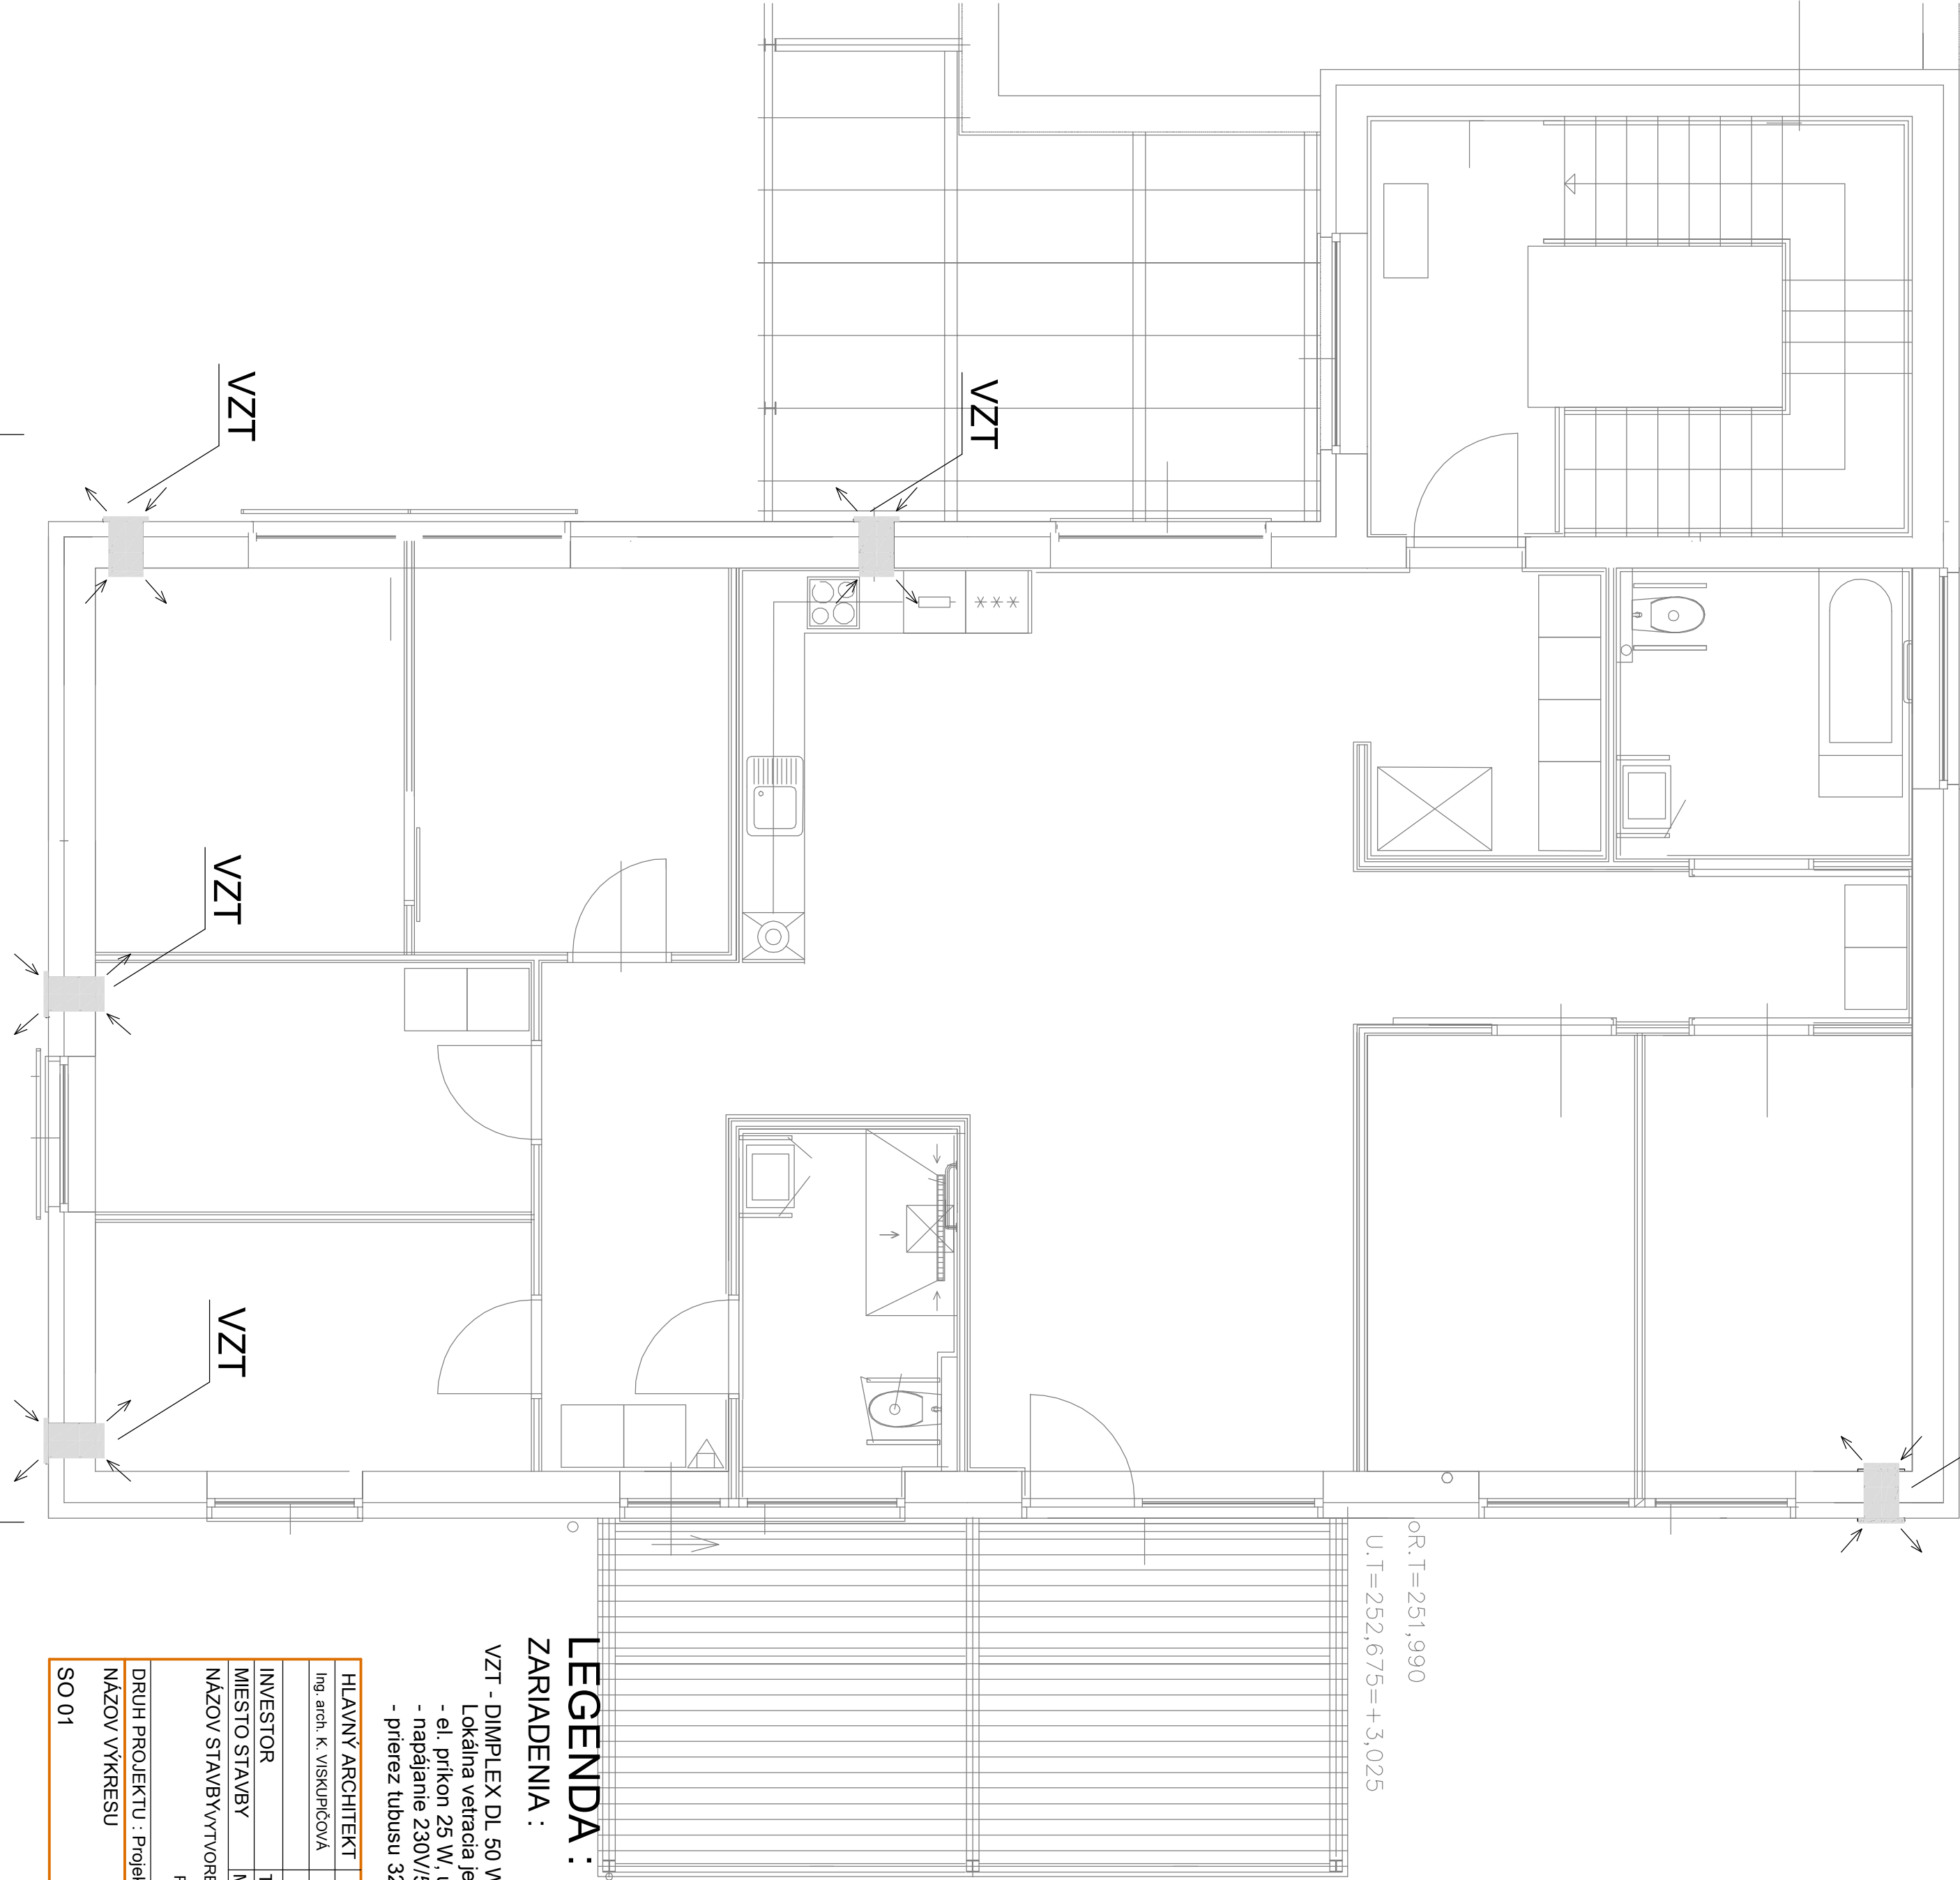 VZT
VZT
VZT
VZT
R.T=251,990
U.T=252,675=+3,025
LEGENDA :
ZARIADENIA :
VZT - DIMPLEX DL 50 W
Lokálna vetracia je
- el. príkon 25 W, u
- napájanie 230V/5
- prierez tubusu 32
HLAVNÝ ARCHITEKT
Ing. arch. K. VISKUPIČOVÁ
INVESTOR
MIESTO STAVBY
NÁZOV STAVBY
DRUH PROJEKTU : Projek
NÁZOV VÝKRESU
SO 01